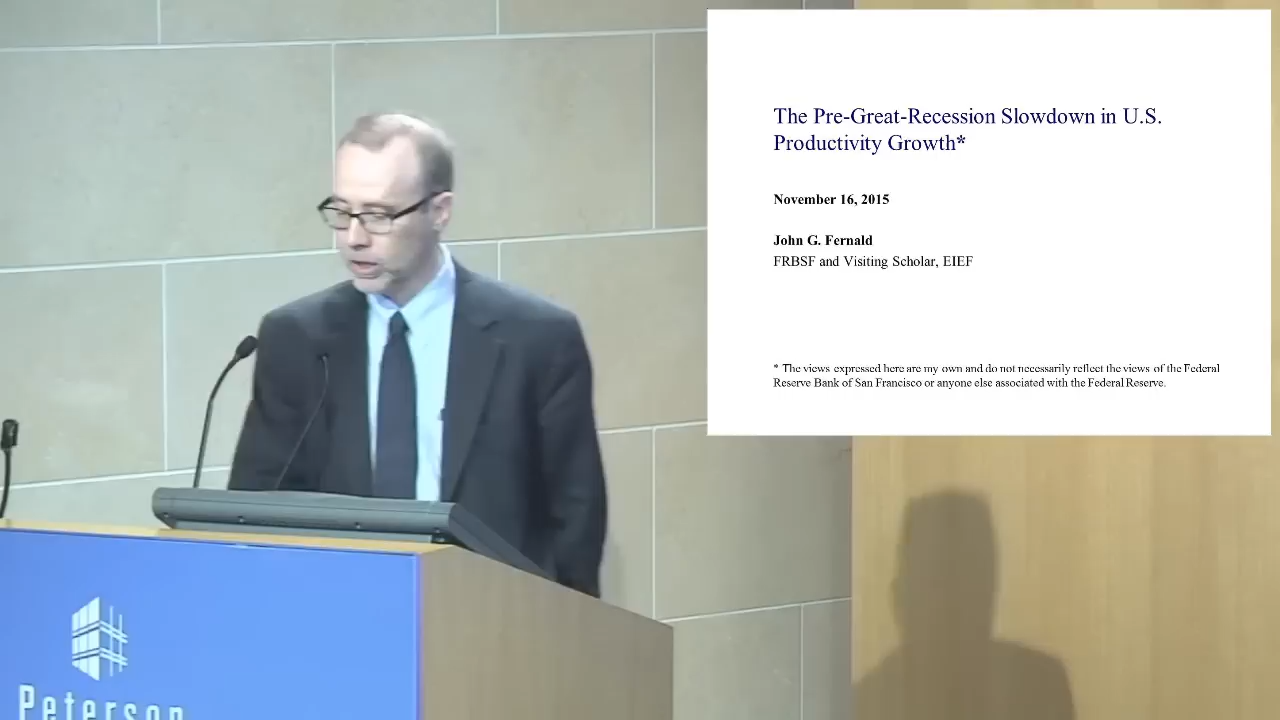 The Pre-Great-Recession Slowdown in U.S.
Productivity Growth*
November 16, 2015
John G. Fernald
FRBSF and Visiting Scholar, EIEF
* The views expressed here are my own and do not necessarily reflect the views of the Federal
Reserve Bank of San Francisco or anyone else associated with the Federal Reserve.
Peterson